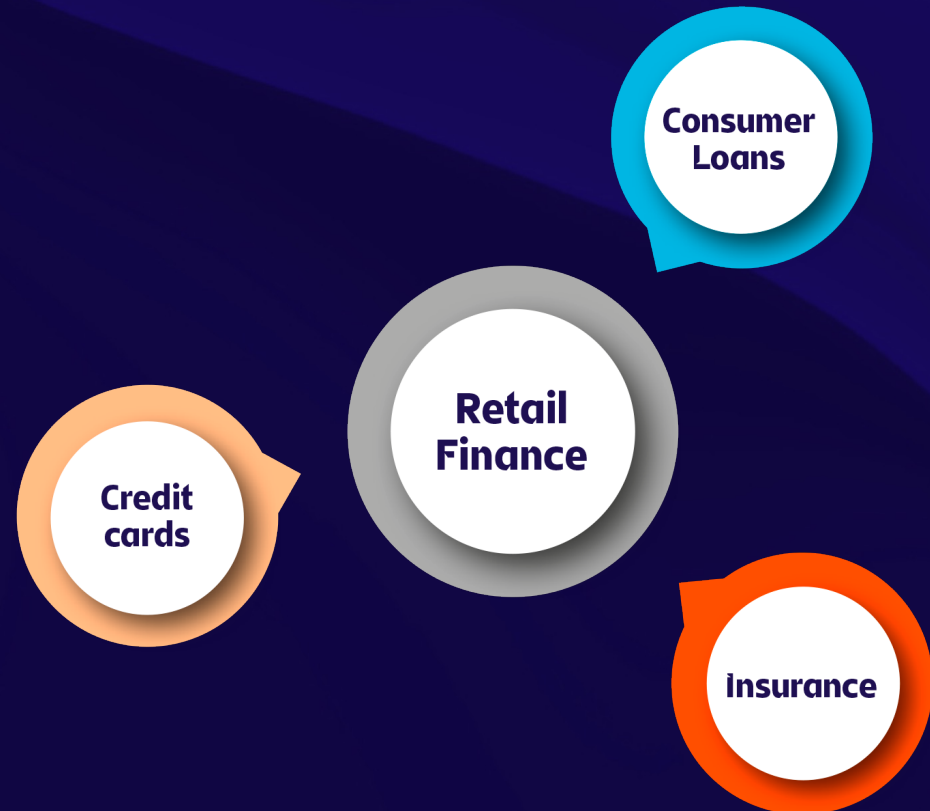 Consumer
Loans
Retail
Finance
Credit
cards
Insurance